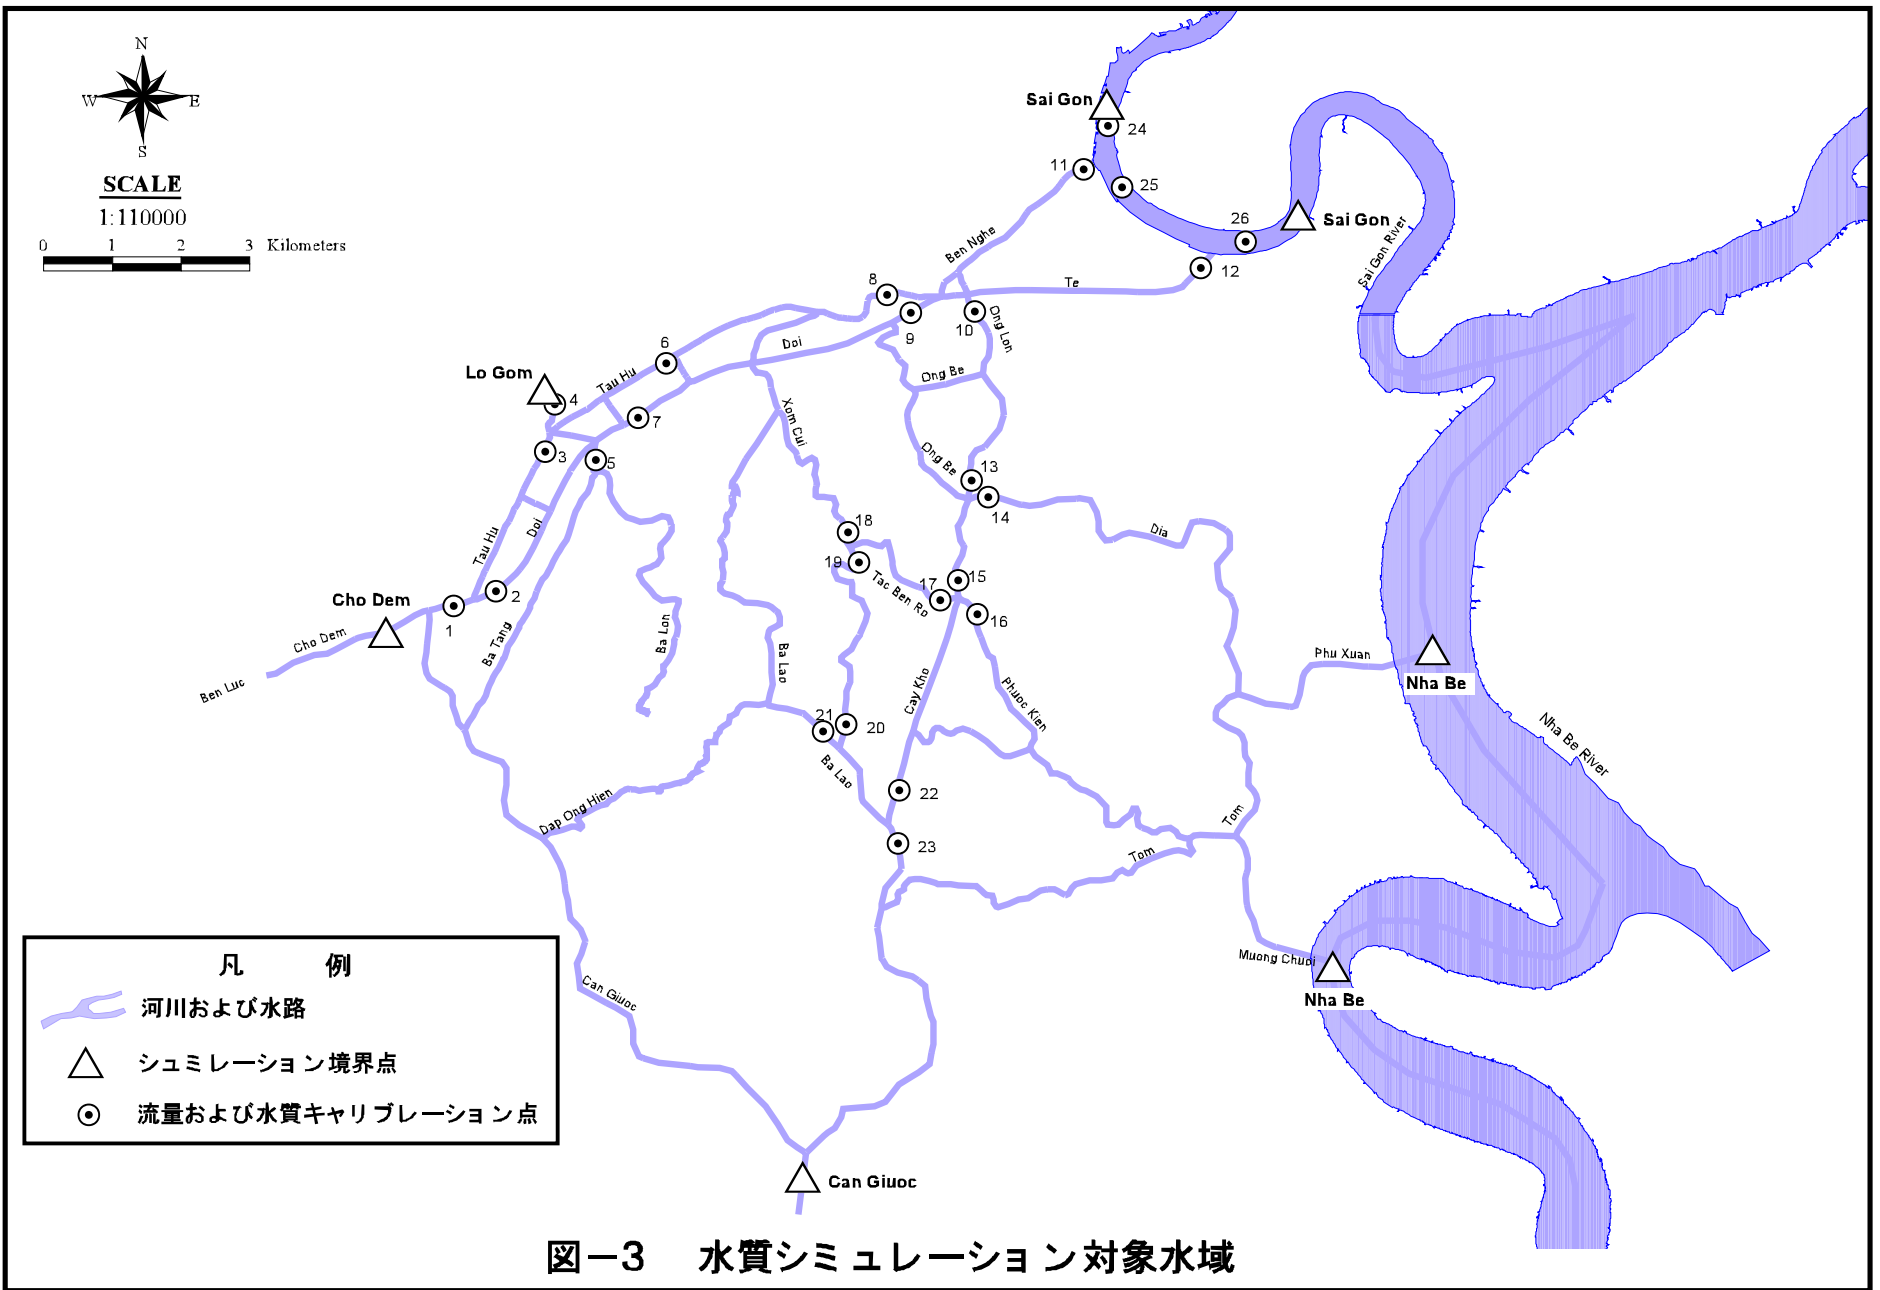 N
W E
S
SCALE
1:110000
0 1 2 3 Kilometers
Sai Gon
24
11
25
26
Sai Gon
12
Sai Gon River
Ben Nghe
Te
8
9
10
Ong Lon
6
Doi
Lo Gom
4
Tau Hu
7
Ong Be
Xom Cui
3
5
Ong Be
13
14
Tau Hu
Doi
18
Dia
19
Tac Ben Ro
17
15
16
Cho Dem
1
2
Cho Dem
Ben Luc
Ba Tang
Ba Lon
Ba Lao
Cay Kho
Phuoc Kien
Phu Xuan
Nha Be
Nha Be River
21
20
Ba Lao
22
Dap Ong Hien
23
Tom
Tom
Can Giuoc
Muong Chuoi
Nha Be
凡 例
河川および水路
シュミレーション境界点
流量および水質キャリブレーション点
Can Giuoc
図－3 水質シミュレーション対象水域